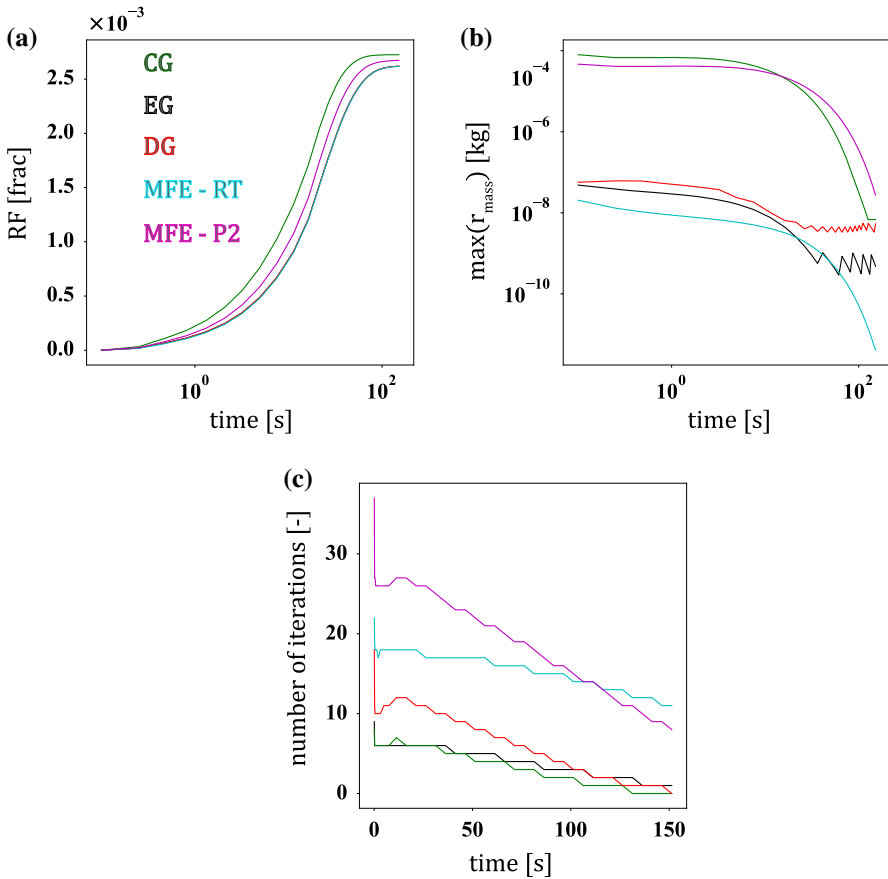 (a)
×10⁻³
RF [frac]
2.5
2.0
1.5
1.0
0.5
0.0
CG
EG
DG
MFE - RT
MFE - P2
10⁰
10²
time [s]
(b)
max(r_mass) [kg]
10⁻⁴
10⁻⁶
10⁻⁸
10⁻¹⁰
10⁰
10²
time [s]
(c)
number of iterations [-]
30
20
10
0
0
50
100
150
time [s]